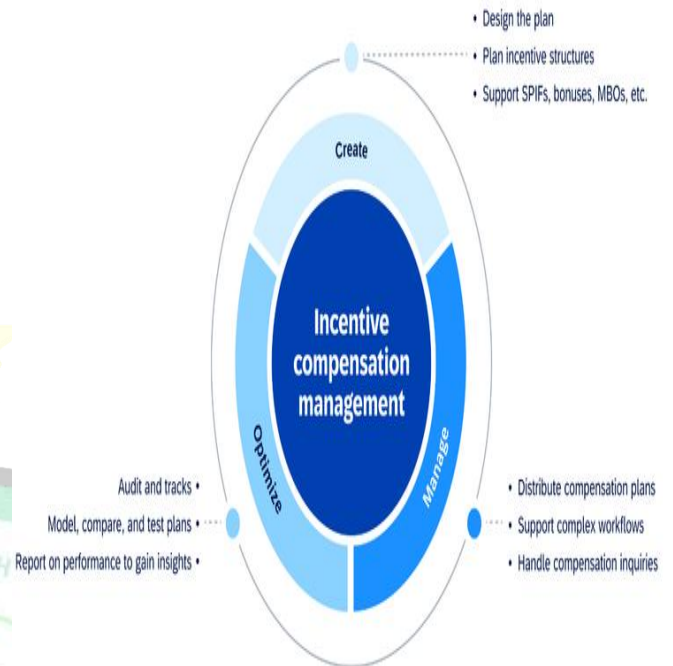 • Design the plan
• Plan incentive structures
• Support SPIFs, bonuses, MBOs, etc.
Create
Incentive
compensation
management
Optimize
Manage
Audit and tracks •
Model, compare, and test plans •
Report on performance to gain insights •
• Distribute compensation plans
• Support complex workflows
• Handle compensation inquiries